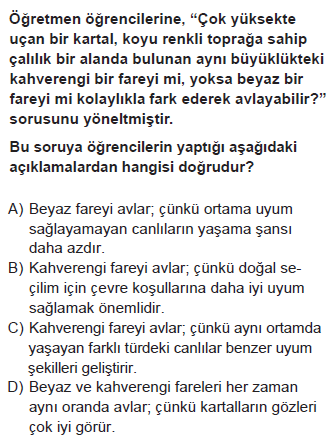 Öğretmen öğrencilerine, “Çok yüksekte
uçan bir kartal, koyu renkli toprağa sahip
çalılık bir alanda bulunan aynı büyüklükteki
kahverengi bir fareyi mi, yoksa beyaz bir
fareyi mi kolaylıkla fark ederek avlayabilir?”
sorusunu yöneltmiştir.
Bu soruya öğrencilerin yaptığı aşağıdaki
açıklamalardan hangisi doğrudur?
A) Beyaz fareyi avlar; çünkü ortama uyum
sağlayamayan canlıların yaşama şansı
daha azdır.
B) Kahverengi fareyi avlar; çünkü doğal se-
çilim için çevre koşullarına daha iyi uyum
sağlamak önemlidir.
C) Kahverengi fareyi avlar; çünkü aynı ortamda
yaşayan farklı türdeki canlılar benzer uyum
şekilleri geliştirir.
D) Beyaz ve kahverengi fareleri her zaman
aynı oranda avlar; çünkü kartalların gözleri
çok iyi görür.